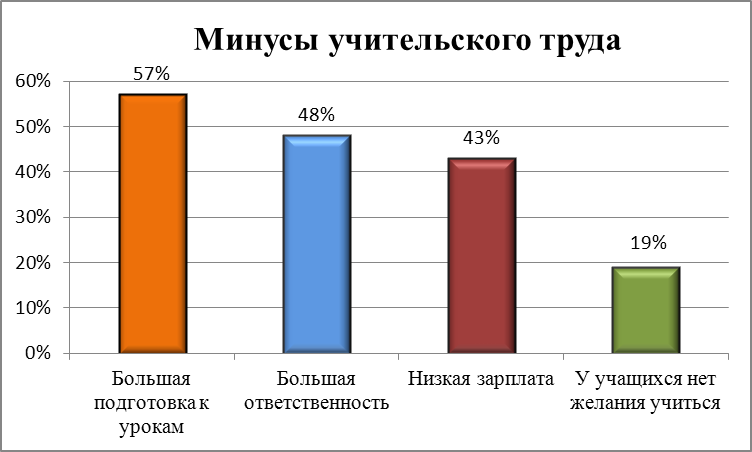 Минусы учительского труда
57%
48%
43%
19%
60%
50%
40%
30%
20%
10%
0%
Большая
подготовка к
урокам
Большая
ответственность
Низкая зарплата
У учащихся нет
желания учиться